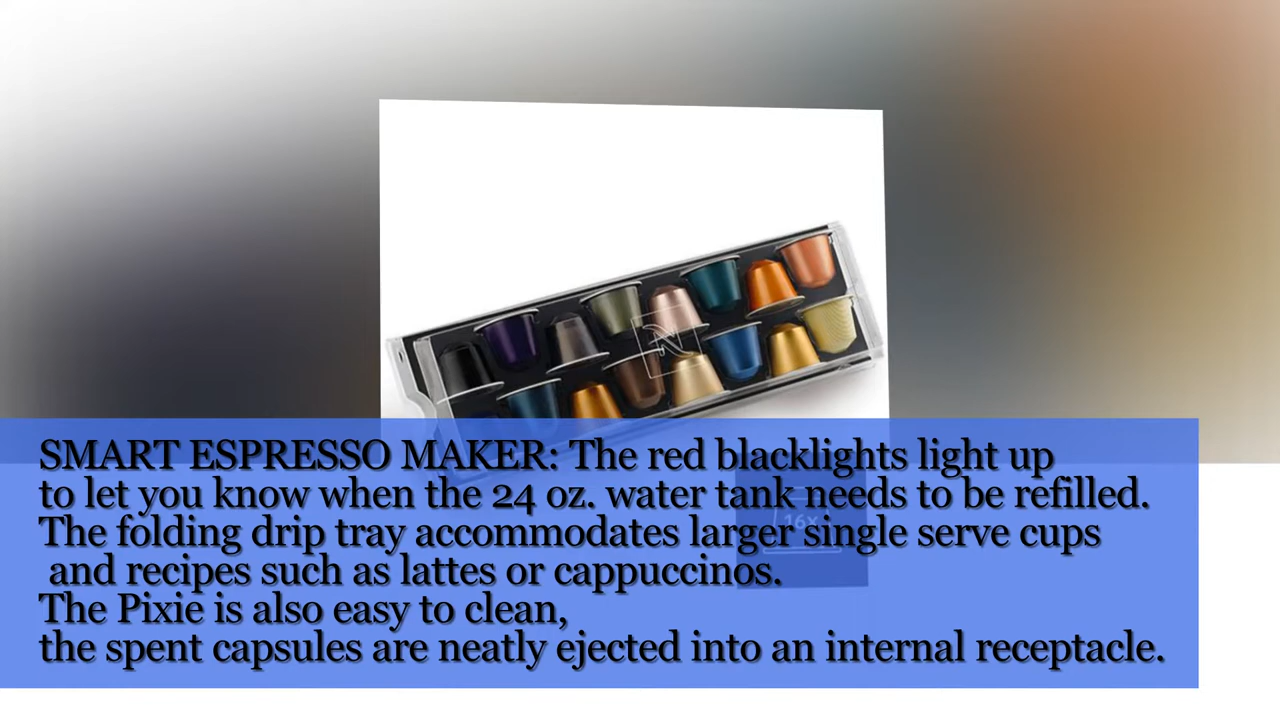 SMART ESPRESSO MAKER: The red blacklights light up
to let you know when the 24 oz. water tank needs to be refilled.
The folding drip tray accommodates larger single serve cups
and recipes such as lattes or cappuccinos.
The Pixie is also easy to clean,
the spent capsules are neatly ejected into an internal receptacle.
N
16x